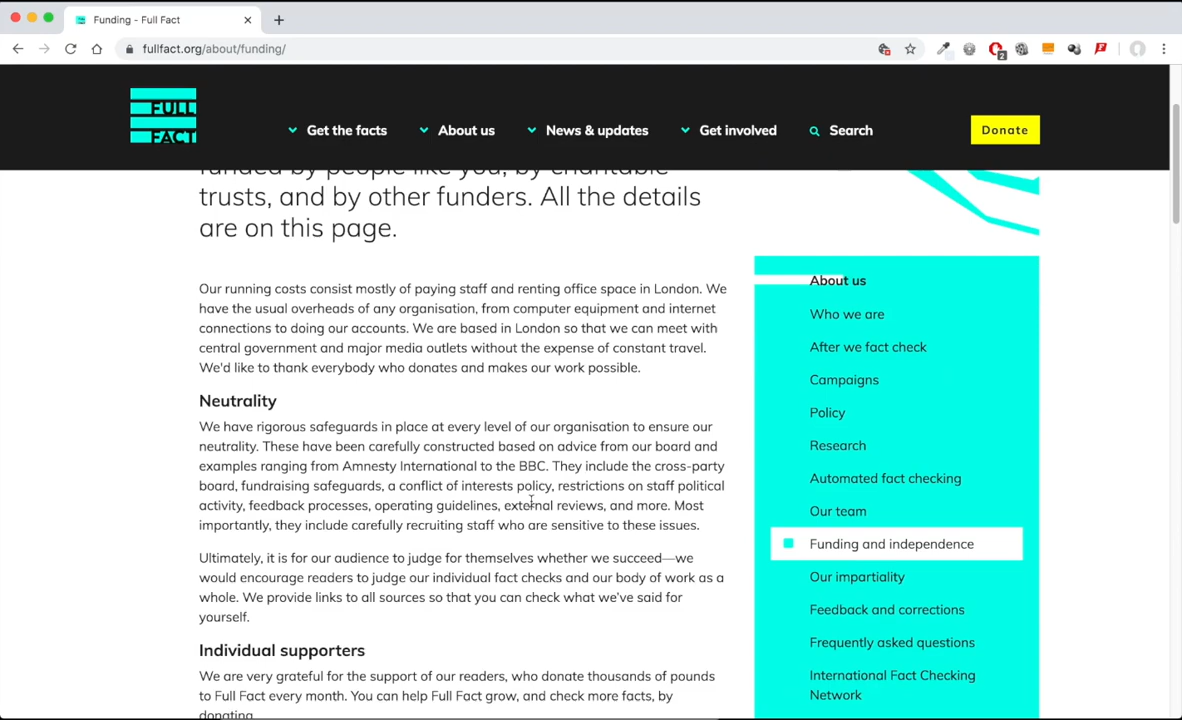 Funding - Full Fact
fullfact.org/about/funding/
2
FULL
FACT
Get the facts
About us
News & updates
Get involved
Search
Donate
funded by people like you, by charitable
trusts, and by other funders. All the details
are on this page.
Our running costs consist mostly of paying staff and renting office space in London. We
have the usual overheads of any organisation, from computer equipment and internet
connections to doing our accounts. We are based in London so that we can meet with
central government and major media outlets without the expense of constant travel.
We'd like to thank everybody who donates and makes our work possible.
Neutrality
We have rigorous safeguards in place at every level of our organisation to ensure our
neutrality. These have been carefully constructed based on advice from our board and
examples ranging from Amnesty International to the BBC. They include the cross-party
board, fundraising safeguards, a conflict of interests policy, restrictions on staff political
activity, feedback processes, operating guidelines, external reviews, and more. Most
importantly, they include carefully recruiting staff who are sensitive to these issues.
Ultimately, it is for our audience to judge for themselves whether we succeed—we
would encourage readers to judge our individual fact checks and our body of work as a
whole. We provide links to all sources so that you can check what we've said for
yourself.
Individual supporters
We are very grateful for the support of our readers, who donate thousands of pounds
to Full Fact every month. You can help Full Fact grow, and check more facts, by
donating.
About us
Who we are
After we fact check
Campaigns
Policy
Research
Automated fact checking
Our team
Funding and independence
Our impartiality
Feedback and corrections
Frequently asked questions
International Fact Checking
Network